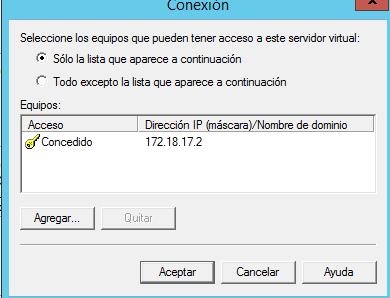 Conexión
Seleccione los equipos que pueden tener acceso a este servidor virtual:
Sólo la lista que aparece a continuación
Todo excepto la lista que aparece a continuación
Equipos:
Acceso Dirección IP (máscara)/Nombre de dominio
Concedido 172.18.17.2
Agregar... Quitar
Aceptar Cancelar Ayuda